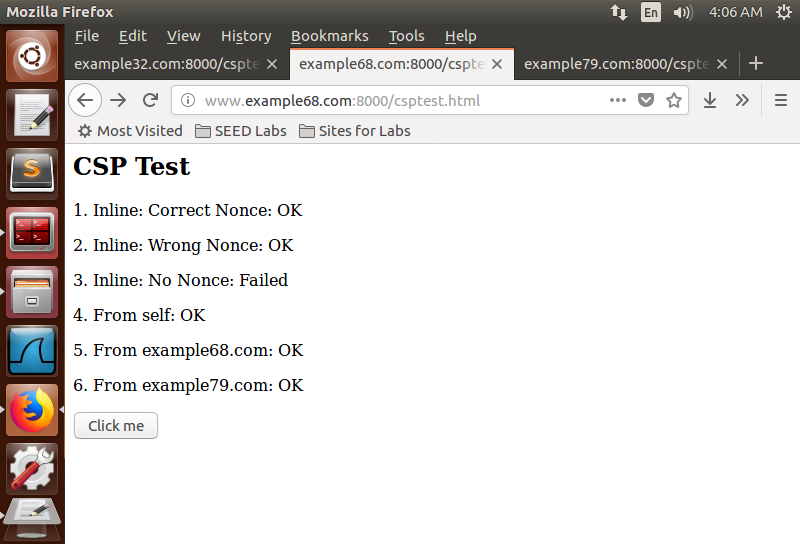 Mozilla Firefox En 4:06 AM
File Edit View History Bookmarks Tools Help
example32.com:8000/cspte example68.com:8000/cspte example79.com:8000/cspte
www.example68.com:8000/csptest.html
Most Visited SEED Labs Sites for Labs
CSP Test
1. Inline: Correct Nonce: OK
2. Inline: Wrong Nonce: OK
3. Inline: No Nonce: Failed
4. From self: OK
5. From example68.com: OK
6. From example79.com: OK
Click me